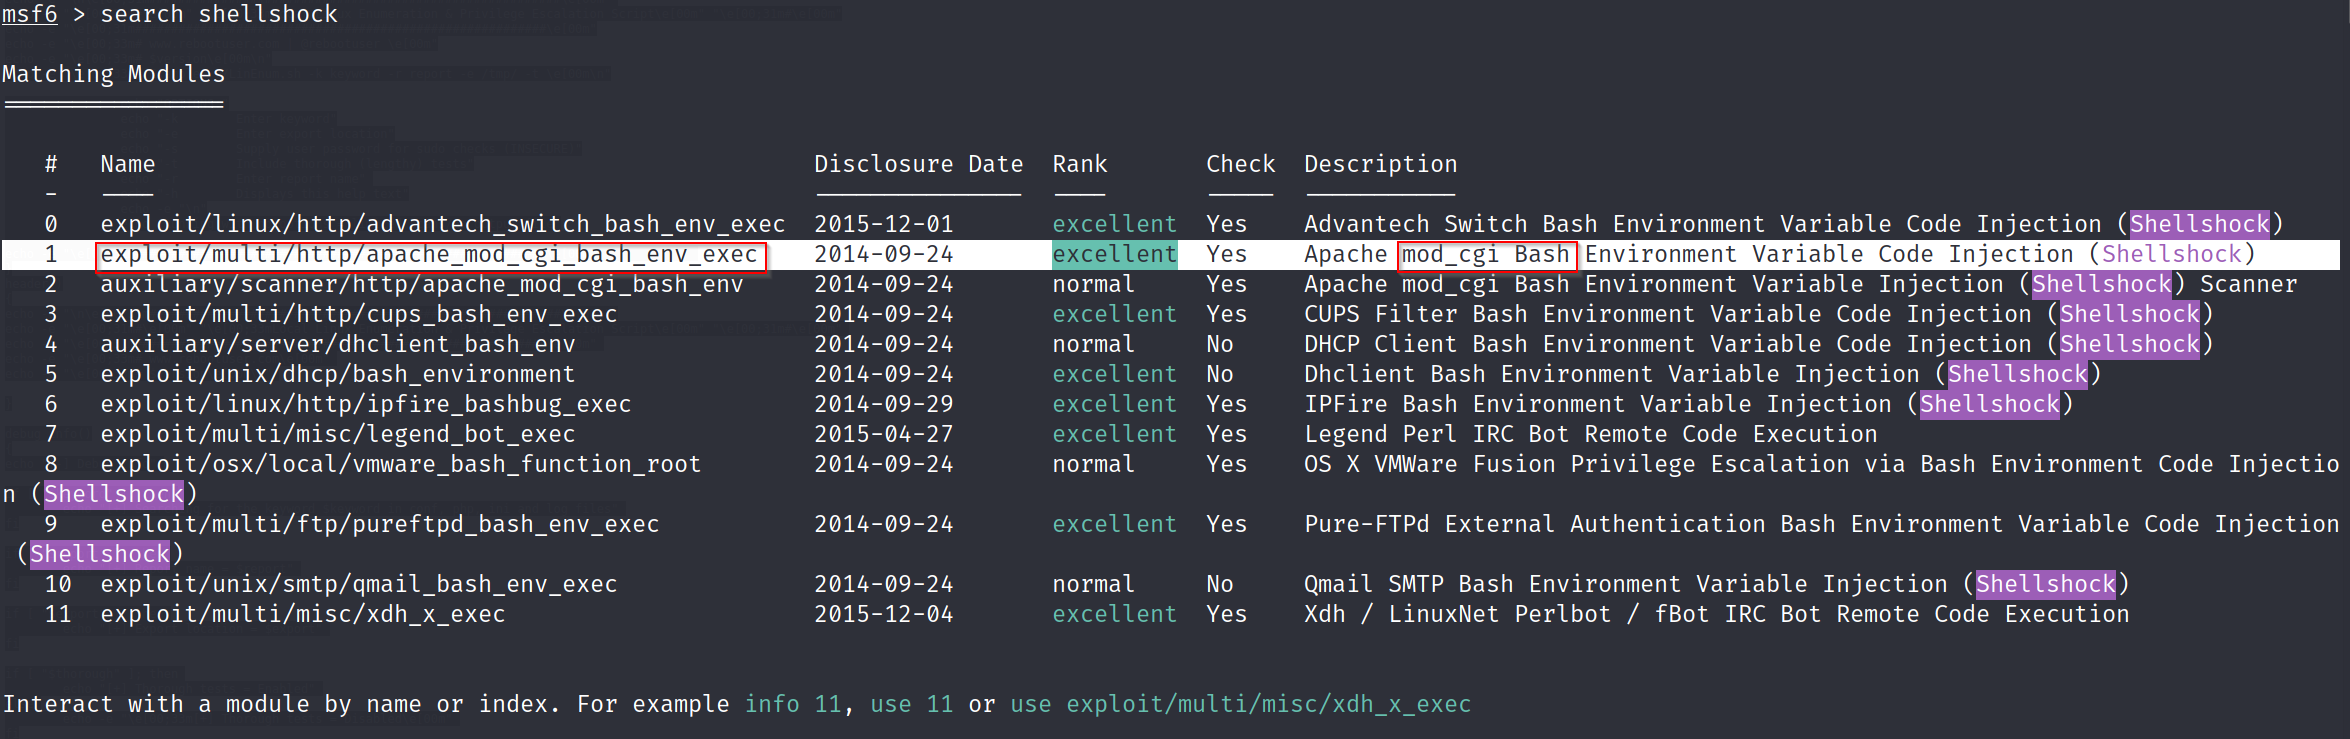 msf6 > search shellshock
Matching Modules
================
# Name Disclosure Date Rank Check Description
- ---- --------------- ---- ----- -----------
0 exploit/linux/http/advantech_switch_bash_env_exec 2015-12-01 excellent Yes Advantech Switch Bash Environment Variable Code Injection (Shellshock)
1 exploit/multi/http/apache_mod_cgi_bash_env_exec 2014-09-24 excellent Yes Apache mod_cgi Bash Environment Variable Code Injection (Shellshock)
2 auxiliary/scanner/http/apache_mod_cgi_bash_env 2014-09-24 normal Yes Apache mod_cgi Bash Environment Variable Injection (Shellshock) Scanner
3 exploit/multi/http/cups_bash_env_exec 2014-09-24 excellent Yes CUPS Filter Bash Environment Variable Code Injection (Shellshock)
4 auxiliary/server/dhclient_bash_env 2014-09-24 normal No DHCP Client Bash Environment Variable Code Injection (Shellshock)
5 exploit/unix/dhcp/bash_environment 2014-09-24 excellent No Dhclient Bash Environment Variable Injection (Shellshock)
6 exploit/linux/http/ipfire_bashbug_exec 2014-09-29 excellent Yes IPFire Bash Environment Variable Injection (Shellshock)
7 exploit/multi/misc/legend_bot_exec 2015-04-27 excellent Yes Legend Perl IRC Bot Remote Code Execution
8 exploit/osx/local/vmware_bash_function_root 2014-09-24 normal Yes OS X VMWare Fusion Privilege Escalation via Bash Environment Code Injectio
n (Shellshock)
9 exploit/multi/ftp/pureftpd_bash_env_exec 2014-09-24 excellent Yes Pure-FTPd External Authentication Bash Environment Variable Code Injection
(Shellshock)
10 exploit/unix/smtp/qmail_bash_env_exec 2014-09-24 normal No Qmail SMTP Bash Environment Variable Injection (Shellshock)
11 exploit/multi/misc/xdh_x_exec 2015-12-04 excellent Yes Xdh / LinuxNet Perlbot / fBot IRC Bot Remote Code Execution
Interact with a module by name or index. For example info 11, use 11 or use exploit/multi/misc/xdh_x_exec